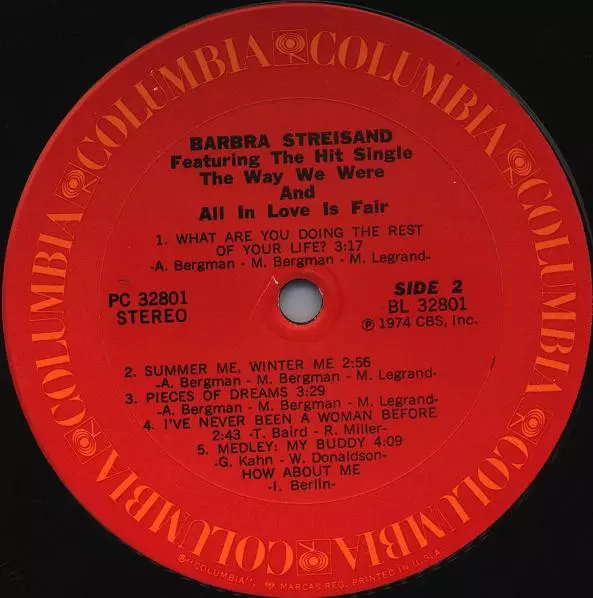 COLUMBIA COLUMBIA COLUMBIA COLUMBIA COLUMBIA COLUMBIA
BARBRA STREISAND
Featuring The Hit Single
The Way We Were
And
All In Love Is Fair
1. WHAT ARE YOU DOING THE REST
OF YOUR LIFE? 3:17
-A. Bergman - M. Bergman - M. Legrand-
PC 32801
STEREO
SIDE 2
BL 32801
Ⓟ 1974 CBS, Inc.
2. SUMMER ME, WINTER ME 2:56
-A. Bergman - M. Bergman - M. Legrand-
3. PIECES OF DREAMS 3:29
-A. Bergman - M. Bergman - M. Legrand-
4. I'VE NEVER BEEN A WOMAN BEFORE
2:43 -T. Baird - R. Miller-
5. MEDLEY: MY BUDDY 4:09
-G. Kahn - W. Donaldson-
HOW ABOUT ME
-I. Berlin-
®"COLUMBIA", MARCAS REG. PRINTED IN U.S.A.